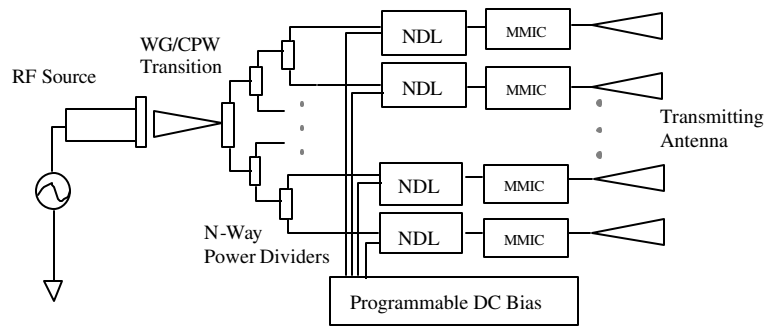 WG/CPW
Transition
RF Source
NDL
MMIC
NDL
MMIC
Transmitting
Antenna
NDL
MMIC
NDL
MMIC
N-Way
Power Dividers
Programmable DC Bias